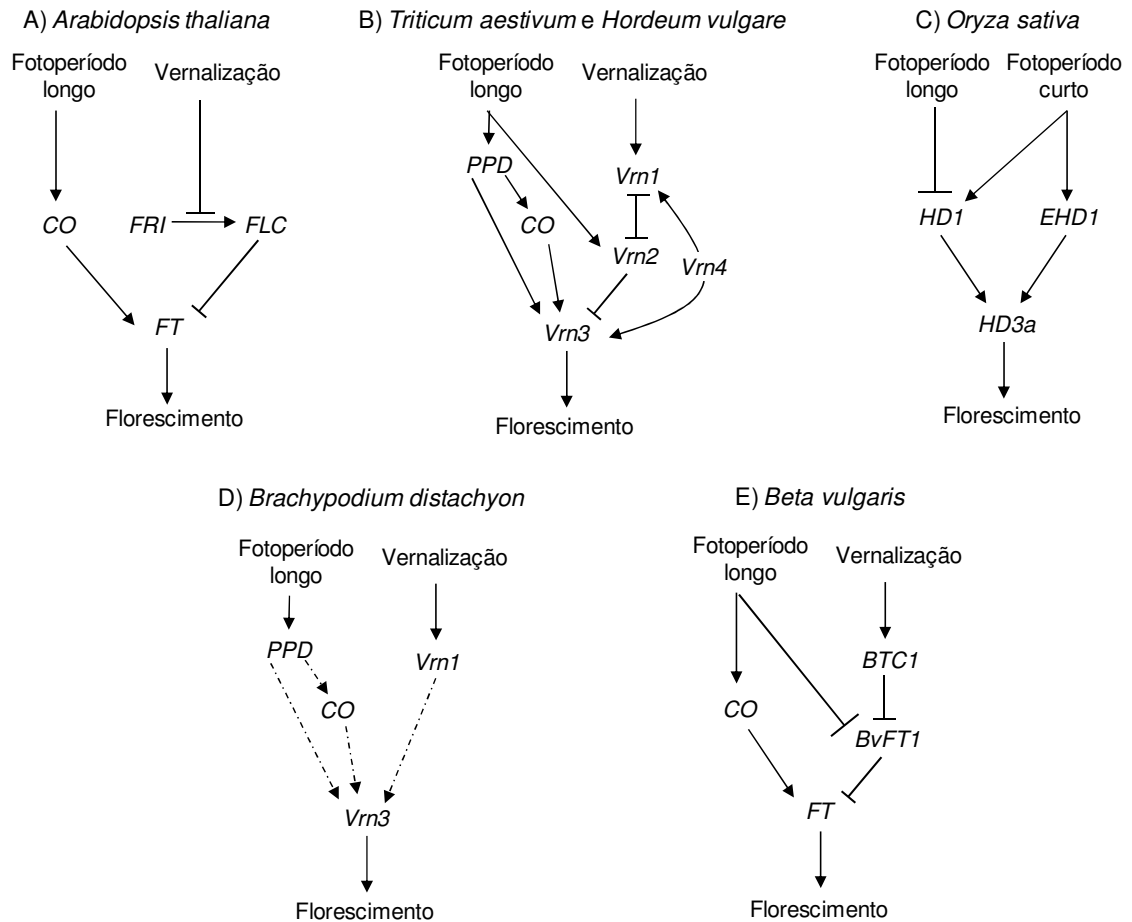 A) Arabidopsis thaliana
Fotoperíodo
longo
Vernalização
CO
FRI
FLC
FT
Florescimento
B) Triticum aestivum e Hordeum vulgare
Fotoperíodo
longo
Vernalização
PPD
Vrn1
CO
Vrn2
Vrn4
Vrn3
Florescimento
C) Oryza sativa
Fotoperíodo
longo
Fotoperíodo
curto
HD1
EHD1
HD3a
Florescimento
D) Brachypodium distachyon
Fotoperíodo
longo
Vernalização
PPD
Vrn1
CO
Vrn3
Florescimento
E) Beta vulgaris
Fotoperíodo
longo
Vernalização
BTC1
CO
BvFT1
FT
Florescimento